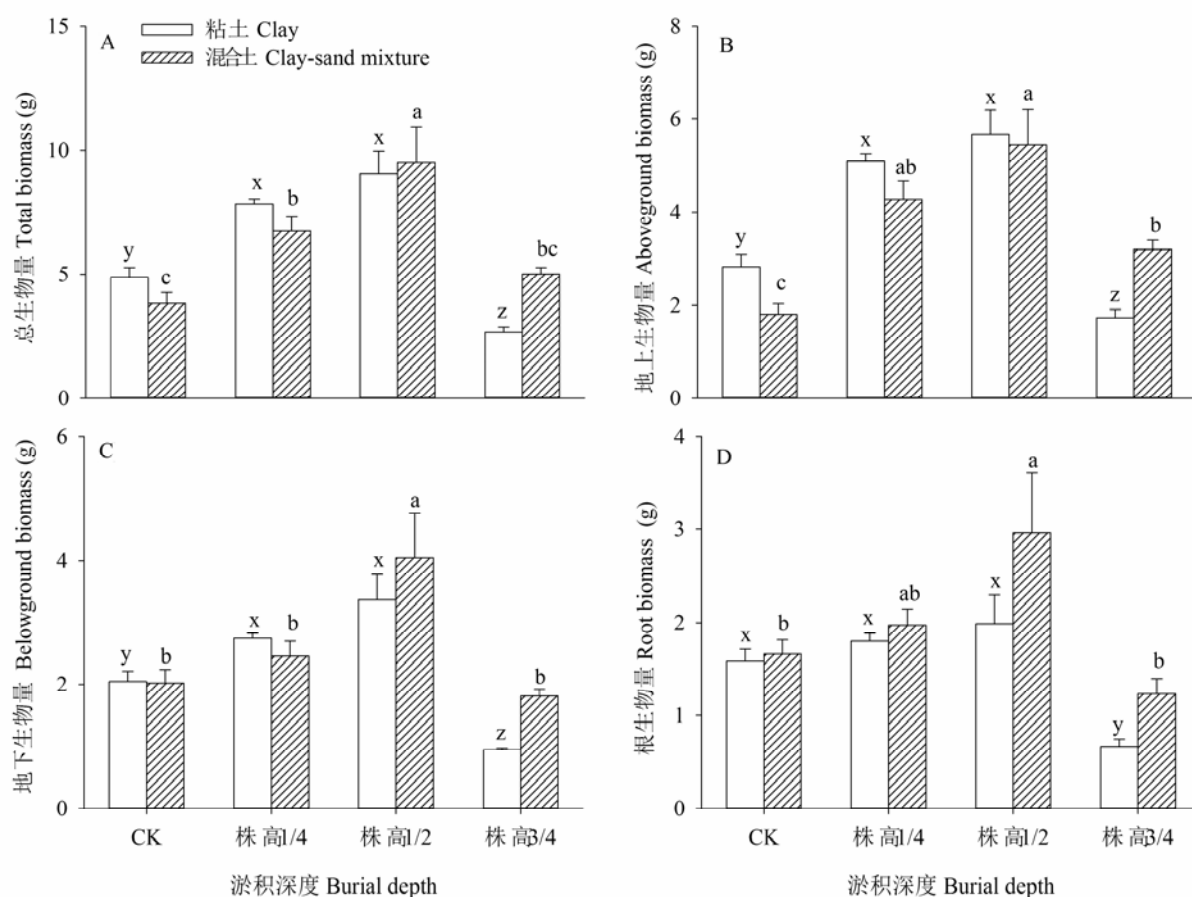 A
粘土 Clay
混合土 Clay-sand mixture
总生物量 Total biomass (g)
15
10
5
0
y
c
x
b
x
a
z
bc
B
地上生物量 Aboveground biomass (g)
8
6
4
2
0
y
c
x
ab
x
a
z
b
C
地下生物量 Belowground biomass (g)
6
4
2
0
y
b
x
b
x
a
z
b
CK
株高1/4
株高1/2
株高3/4
淤积深度 Burial depth
D
根生物量 Root biomass (g)
4
3
2
1
0
x
b
x
ab
x
a
y
b
CK
株高1/4
株高1/2
株高3/4
淤积深度 Burial depth